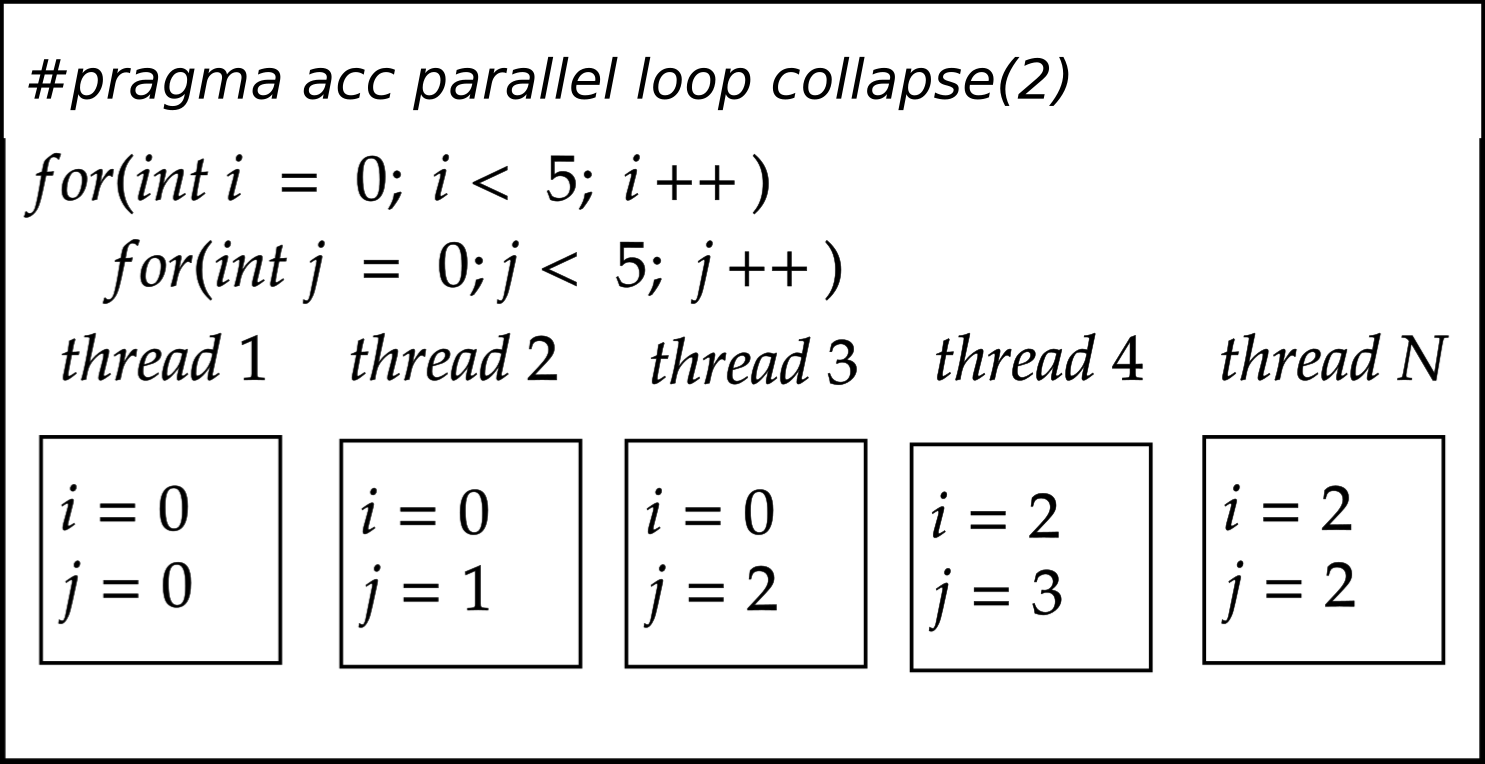 #pragma acc parallel loop collapse(2)
for(int i = 0; i < 5; i ++ )
for(int j = 0; j < 5; j ++ )
thread 1 thread 2 thread 3 thread 4 thread N
i = 0 i = 0 i = 0 i = 2 i = 2
j = 0 j = 1 j = 2 j = 3 j = 2